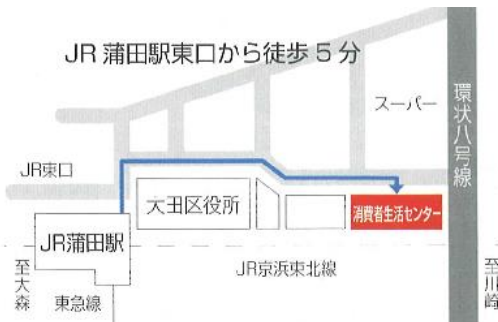 JR蒲田駅東口から徒歩5分
スーパー
環状八号線
JR東口
大田区役所
消費者生活センター
JR蒲田駅
JR京浜東北線
至大森
東急線
至川崎